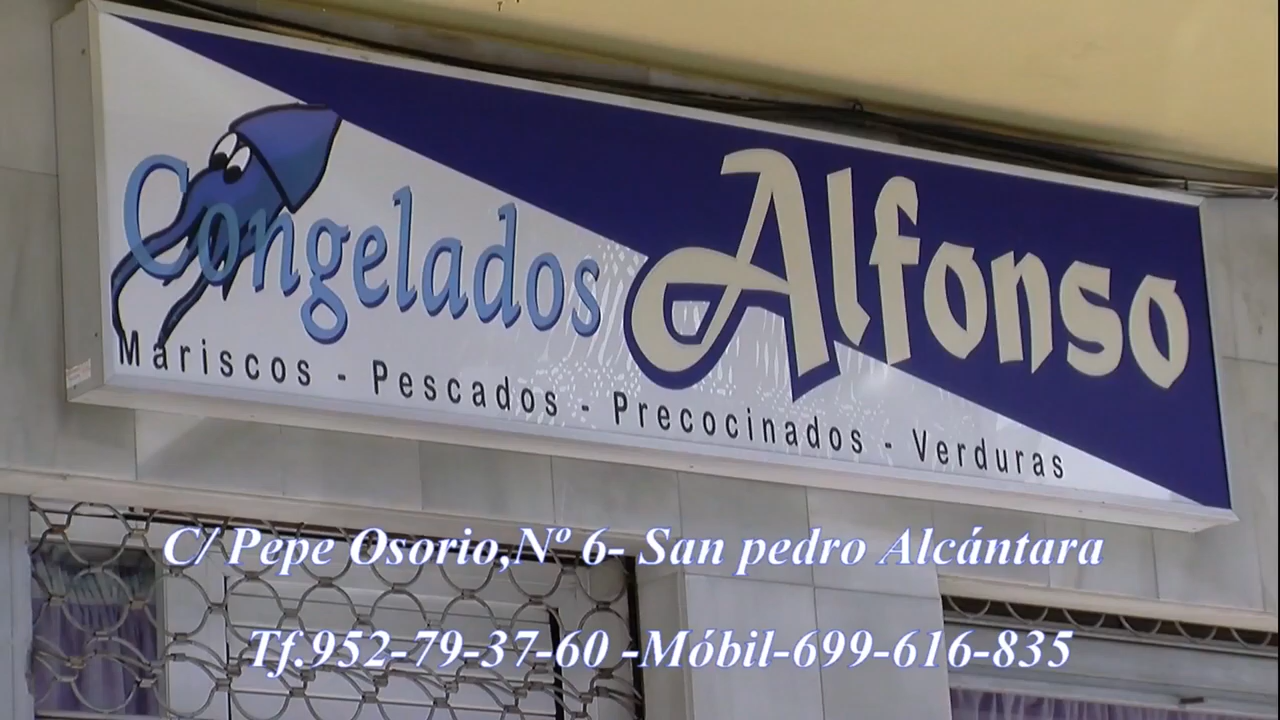 Congelados Alfonso
Mariscos - Pescados - Precocinados - Verduras
C/ Pepe Osorio,Nº 6- San pedro Alcántara
Tf.952-79-37-60 -Móbil-699-616-835